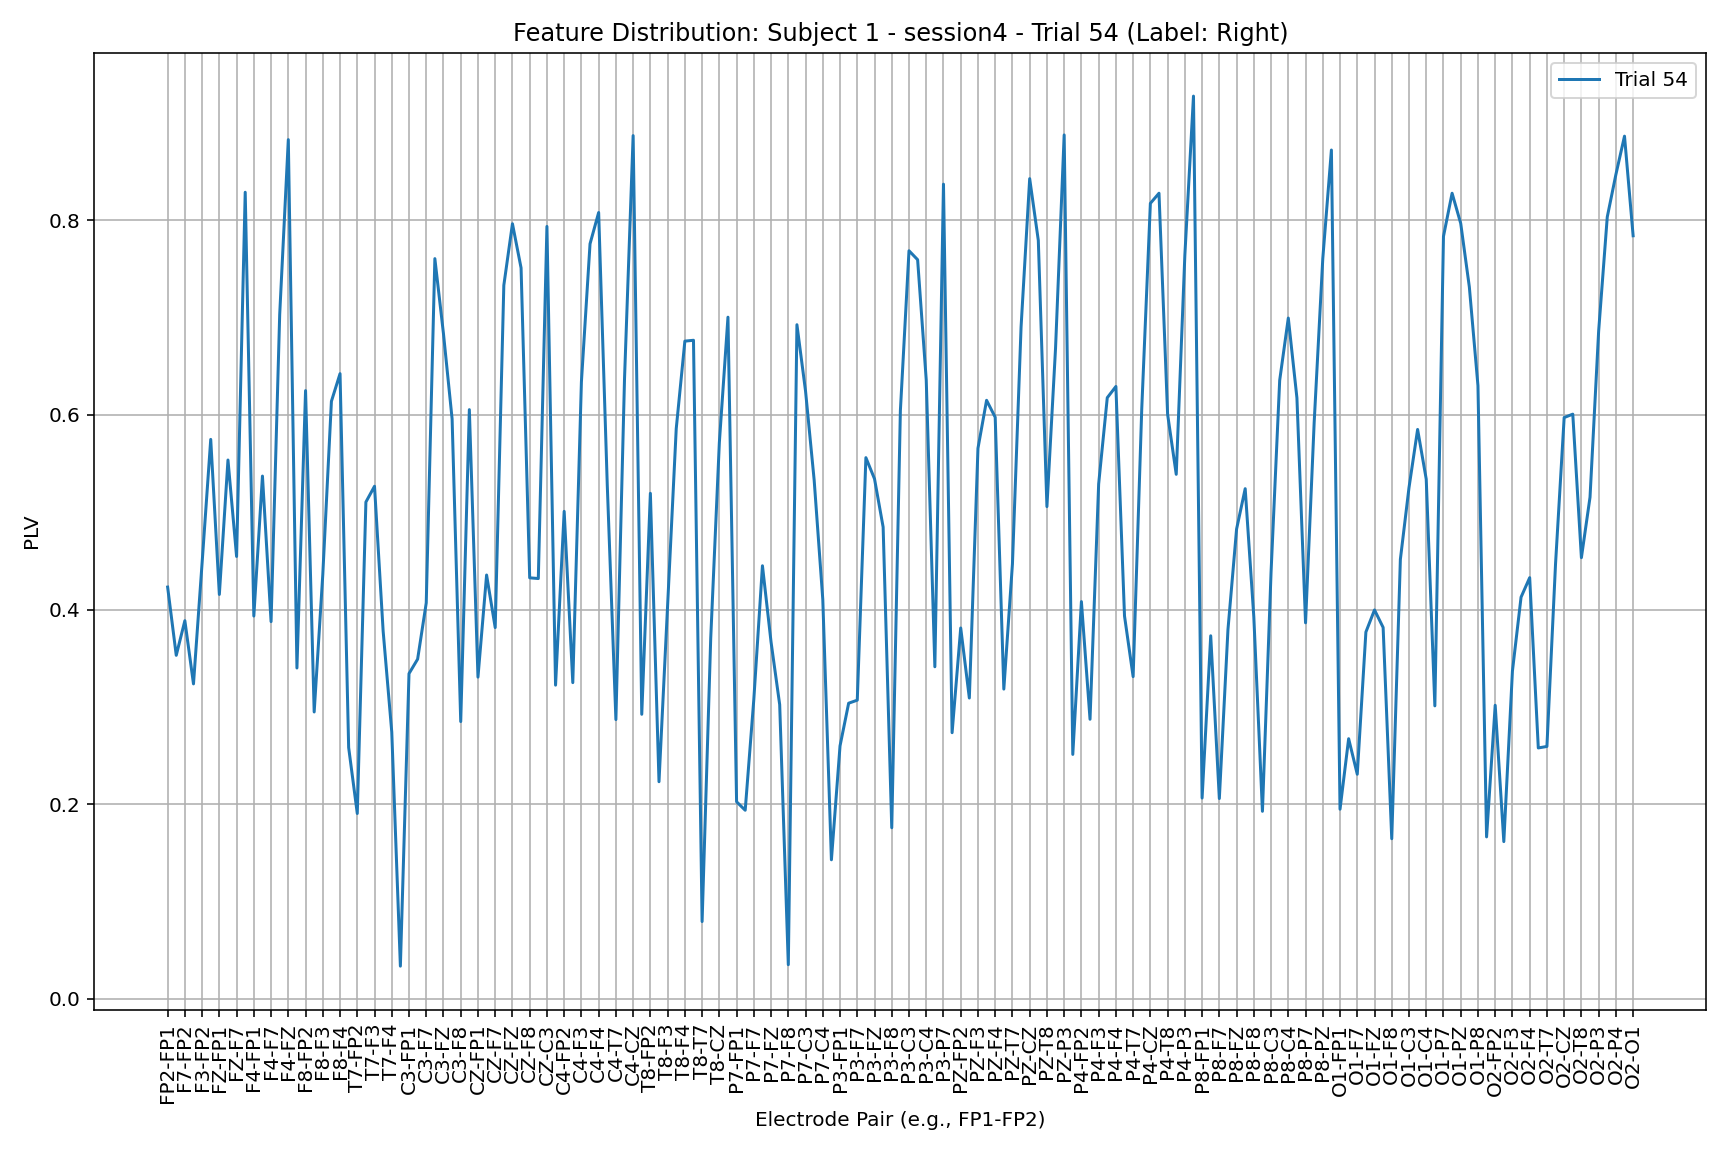 Feature Distribution: Subject 1 - session4 - Trial 54 (Label: Right)
Trial 54
PLV
0.8
0.6
0.4
0.2
0.0
FP2-FP1
F7-FP2
F3-FP2
FZ-FP1
FZ-F7
F4-FP1
F4-F7
F4-FZ
F8-FP2
F8-F3
F8-F4
T7-FP2
T7-F3
T7-F4
C3-FP1
C3-F7
C3-FZ
C3-F8
CZ-FP1
CZ-F7
CZ-FZ
CZ-F8
CZ-C3
C4-FP2
C4-F3
C4-F4
C4-T7
C4-CZ
T8-FP2
T8-F3
T8-F4
T8-T7
T8-CZ
P7-FP1
P7-F7
P7-FZ
P7-F8
P7-C3
P7-C4
P3-FP1
P3-F7
P3-FZ
P3-F8
P3-C3
P3-C4
P3-P7
PZ-FP2
PZ-F3
PZ-F4
PZ-T7
PZ-CZ
PZ-T8
PZ-P3
P4-FP2
P4-F3
P4-F4
P4-T7
P4-CZ
P4-T8
P4-P3
P8-FP1
P8-F7
P8-FZ
P8-F8
P8-C3
P8-C4
P8-P7
P8-PZ
O1-FP1
O1-F7
O1-FZ
O1-F8
O1-C3
O1-C4
O1-P7
O1-PZ
O1-P8
O2-FP2
O2-F3
O2-F4
O2-T7
O2-CZ
O2-T8
O2-P3
O2-P4
O2-O1
Electrode Pair (e.g., FP1-FP2)